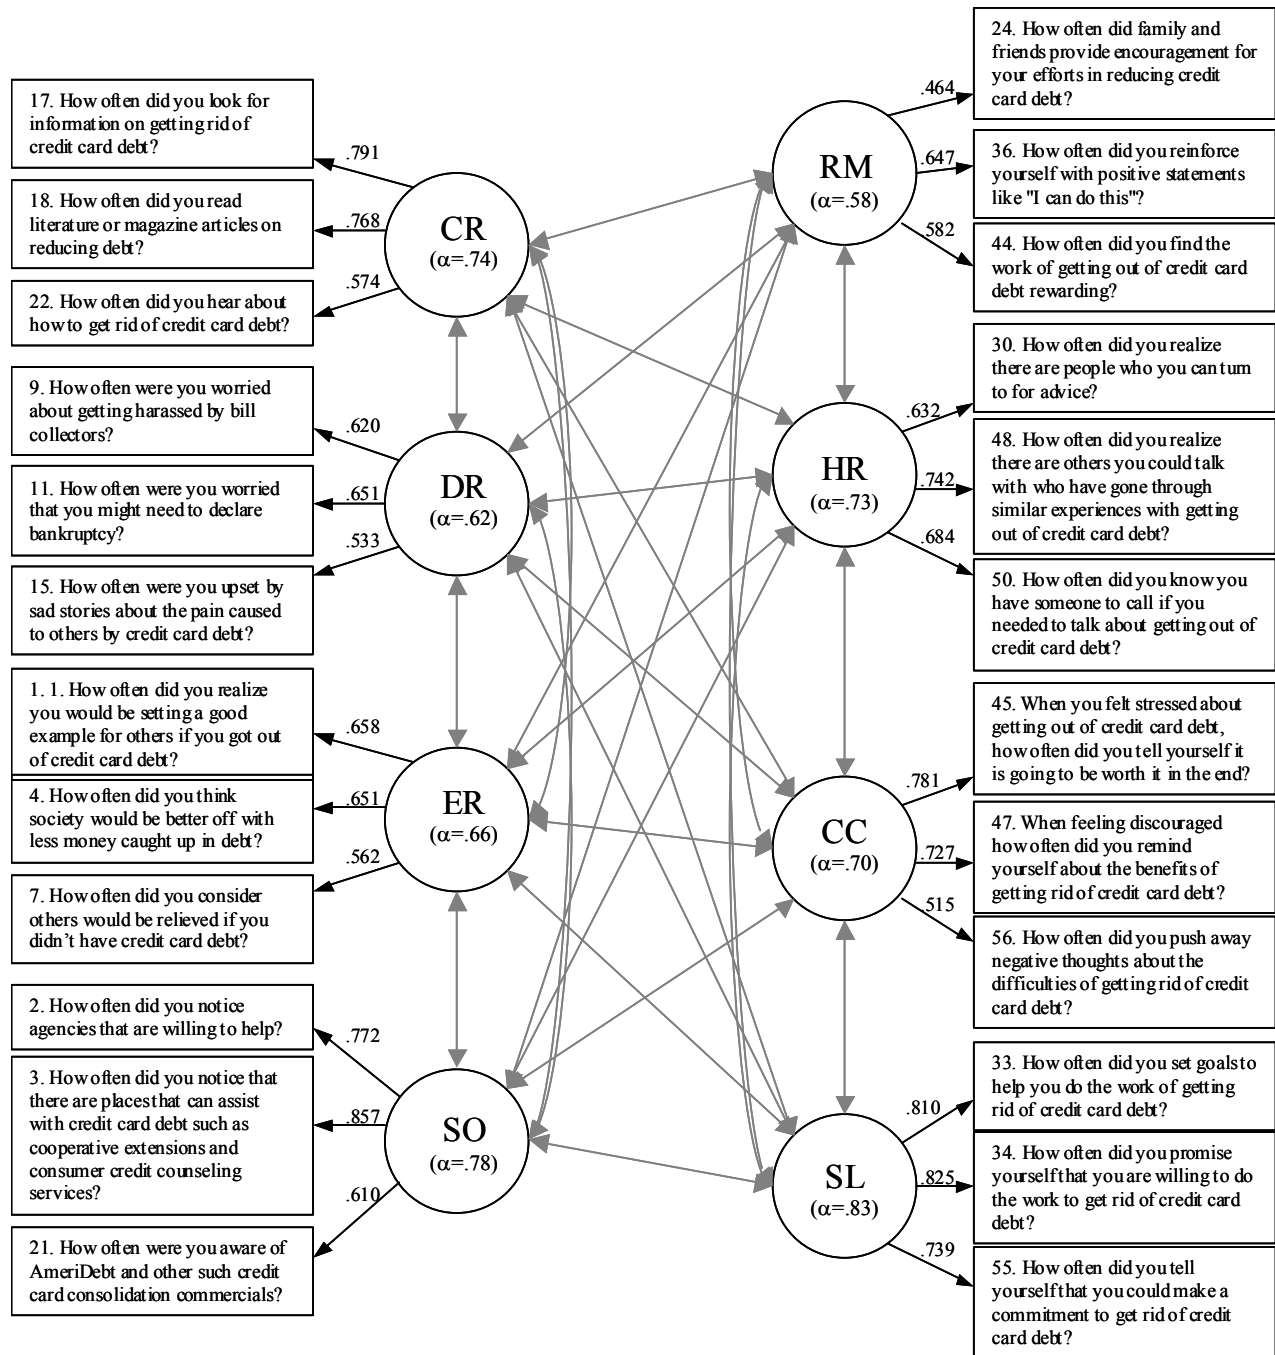 17. How often did you look for
information on getting rid of
credit card debt?
.791
18. How often did you read
literature or magazine articles on
reducing debt?
.768
22. How often did you hear about
how to get rid of credit card debt?
.574
CR
(α=.74)
9. How often were you worried
about getting harassed by bill
collectors?
.620
11. How often were you worried
that you might need to declare
bankruptcy?
.651
15. How often were you upset by
sad stories about the pain caused
to others by credit card debt?
.533
DR
(α=.62)
1. 1. How often did you realize
you would be setting a good
example for others if you got out
of credit card debt?
.658
4. How often did you think
society would be better off with
less money caught up in debt?
.651
7. How often did you consider
others would be relieved if you
didn’t have credit card debt?
.562
ER
(α=.66)
2. How often did you notice
agencies that are willing to help?
.772
3. How often did you notice that
there are places that can assist
with credit card debt such as
cooperative extensions and
consumer credit counseling
services?
.857
21. How often were you aware of
AmeriDebt and other such credit
card consolidation commercials?
.610
SO
(α=.78)
RM
(α=.58)
.464
24. How often did family and
friends provide encouragement for
your efforts in reducing credit
card debt?
.647
36. How often did you reinforce
yourself with positive statements
like "I can do this"?
.582
44. How often did you find the
work of getting out of credit card
debt rewarding?
HR
(α=.73)
.632
30. How often did you realize
there are people who you can turn
to for advice?
.742
48. How often did you realize
there are others you could talk
with who have gone through
similar experiences with getting
out of credit card debt?
.684
50. How often did you know you
have someone to call if you
needed to talk about getting out of
credit card debt?
CC
(α=.70)
.781
45. When you felt stressed about
getting out of credit card debt,
how often did you tell yourself it
is going to be worth it in the end?
.727
47. When feeling discouraged
how often did you remind
yourself about the benefits of
getting rid of credit card debt?
.515
56. How often did you push away
negative thoughts about the
difficulties of getting rid of credit
card debt?
SL
(α=.83)
.810
33. How often did you set goals to
help you do the work of getting
rid of credit card debt?
.825
34. How often did you promise
yourself that you are willing to do
the work to get rid of credit card
debt?
.739
55. How often did you tell
yourself that you could make a
commitment to get rid of credit
card debt?